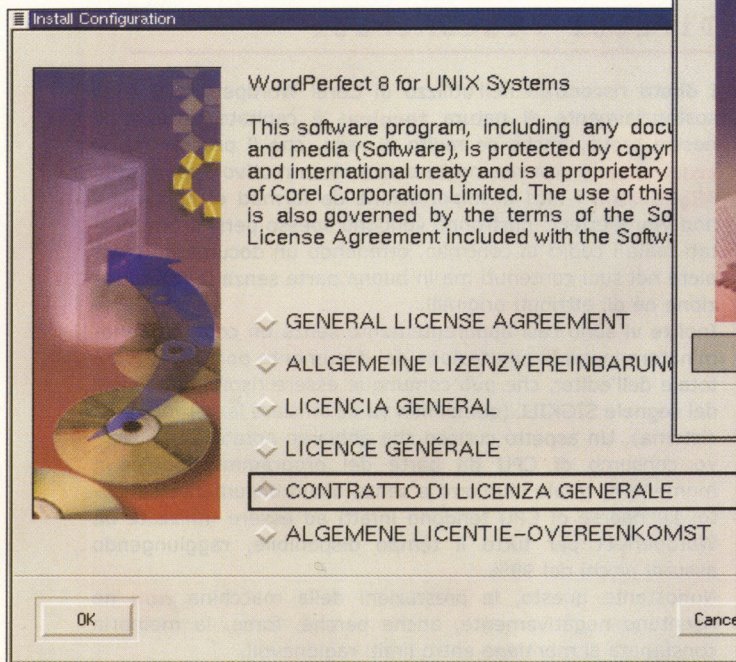 Install Configuration
WordPerfect 8 for UNIX Systems
This software program, including any docu
and media (Software), is protected by copyr
and international treaty and is a proprietary
of Corel Corporation Limited. The use of this
is also governed by the terms of the So
License Agreement included with the Softwa
GENERAL LICENSE AGREEMENT
ALLGEMEINE LIZENZVEREINBARUNG
LICENCIA GENERAL
LICENCE GÉNÉRALE
CONTRATTO DI LICENZA GENERALE
ALGEMENE LICENTIE-OVEREENKOMST
OK
Cance